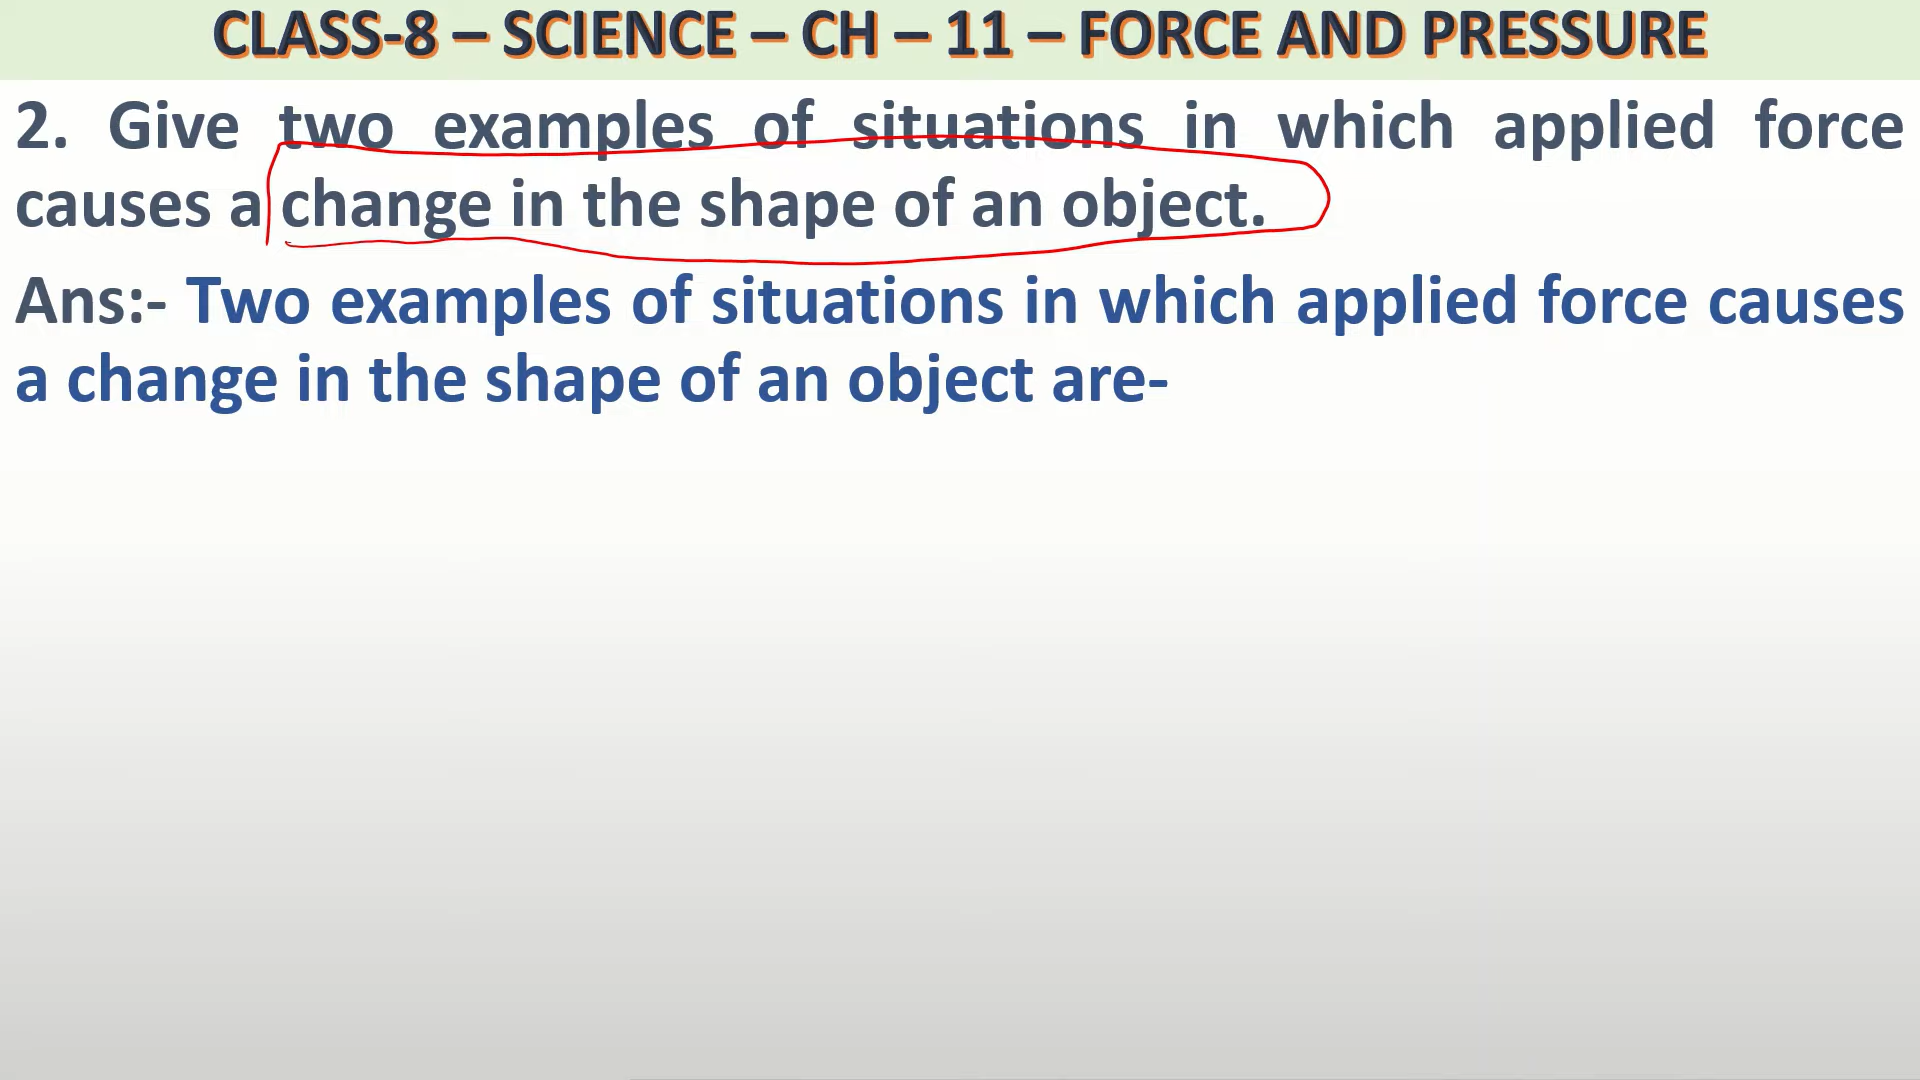 CLASS-8 – SCIENCE – CH – 11 – FORCE AND PRESSURE
2. Give two examples of situations in which applied force
causes a change in the shape of an object.
Ans:- Two examples of situations in which applied force causes
a change in the shape of an object are-